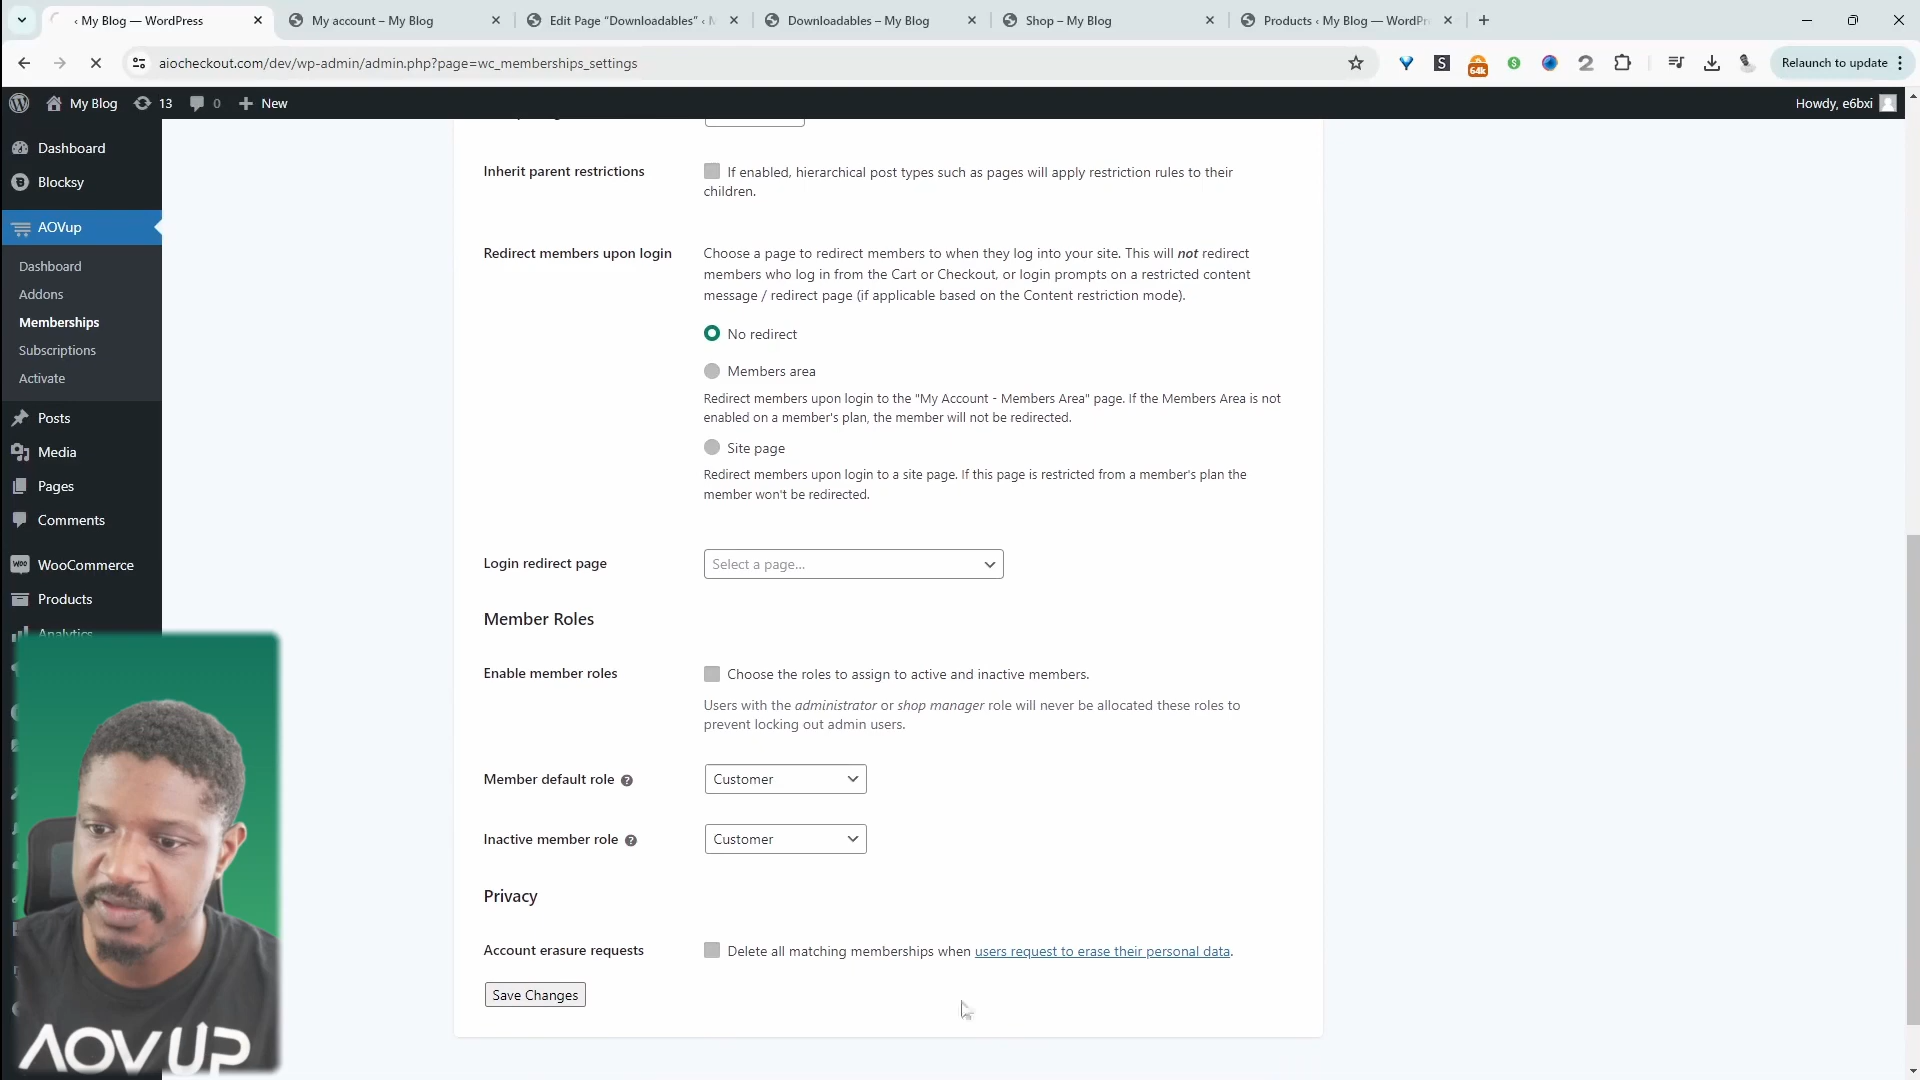 ‹ My Blog — WordPress
My account – My Blog
Edit Page “Downloadables” ‹ M
Downloadables – My Blog
Shop – My Blog
Products ‹ My Blog — WordPr
aiocheckout.com/dev/wp-admin/admin.php?page=wc_memberships_settings
S
64k
2
Relaunch to update
My Blog
13
0
New
Howdy, e6bxi
Dashboard
Blocksy
AOVup
Dashboard
Addons
Memberships
Subscriptions
Activate
Posts
Media
Pages
Comments
WooCommerce
Products
Analytics
Inherit parent restrictions
If enabled, hierarchical post types such as pages will apply restriction rules to their
children.
Redirect members upon login
Choose a page to redirect members to when they log into your site. This will not redirect
members who log in from the Cart or Checkout, or login prompts on a restricted content
message / redirect page (if applicable based on the Content restriction mode).
No redirect
Members area
Redirect members upon login to the "My Account - Members Area" page. If the Members Area is not
enabled on a member's plan, the member will not be redirected.
Site page
Redirect members upon login to a site page. If this page is restricted from a member's plan the
member won't be redirected.
Login redirect page
Select a page...
Member Roles
Enable member roles
Choose the roles to assign to active and inactive members.
Users with the administrator or shop manager role will never be allocated these roles to
prevent locking out admin users.
Member default role
Customer
Inactive member role
Customer
Privacy
Account erasure requests
Delete all matching memberships when users request to erase their personal data.
Save Changes
AOVUP